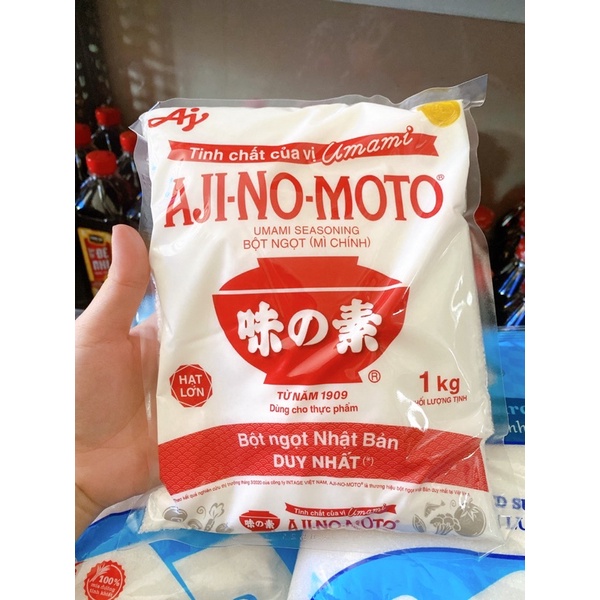 Aj
Tinh chất của vị Umami
AJI-NO-MOTO®
UMAMI SEASONING
BỘT NGỌT (MÌ CHÍNH)
味の素
®
HẠT
LỚN
TỪ NĂM 1909
Dùng cho thực phẩm
1 kg
KHỐI LƯỢNG TỊNH
Bột ngọt Nhật Bản
DUY NHẤT (*)
Tinh chất của vị Umami
味の素
AJI-NO-MOTO®
100%